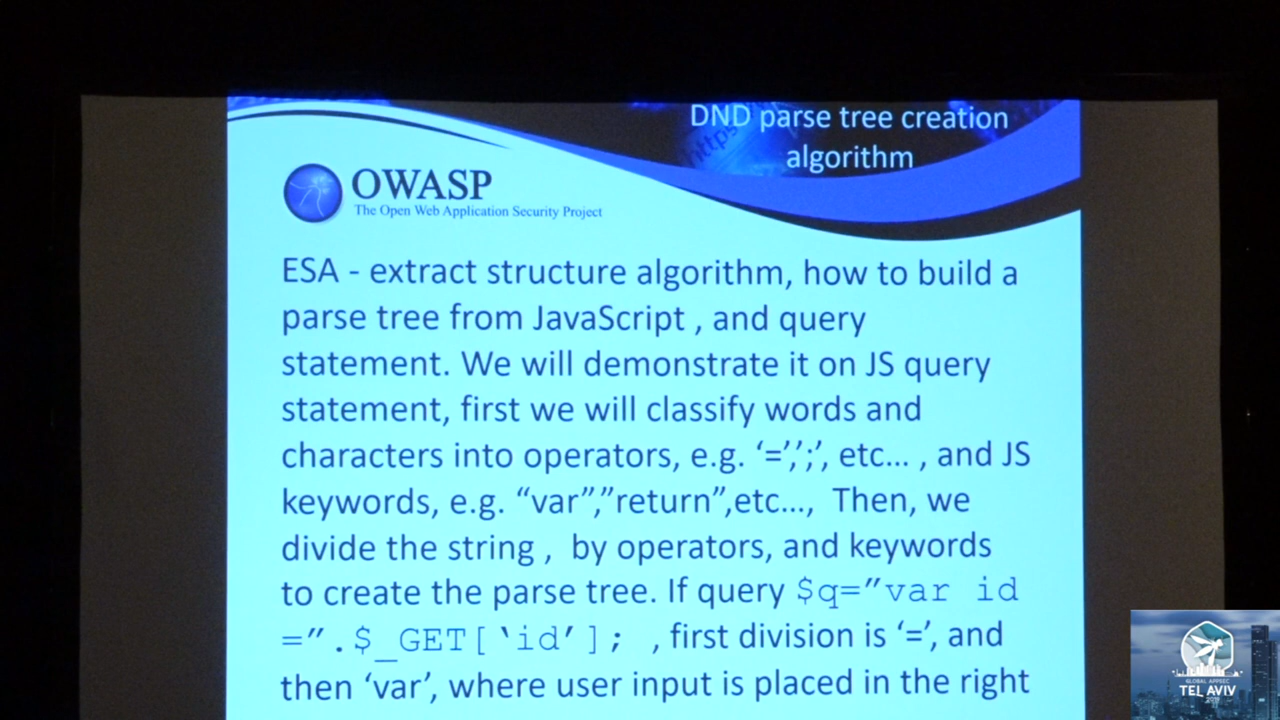 DND parse tree creation
algorithm
https
OWASP
The Open Web Application Security Project
ESA - extract structure algorithm, how to build a
parse tree from JavaScript , and query
statement. We will demonstrate it on JS query
statement, first we will classify words and
characters into operators, e.g. ‘=’,’;’, etc… , and JS
keywords, e.g. “var”,”return”,etc…, Then, we
divide the string , by operators, and keywords
to create the parse tree. If query $q=”var id
=”.$_GET[‘id’]; , first division is ‘=’, and
then ‘var’, where user input is placed in the right
GLOBAL APPSEC
TEL AVIV
2019